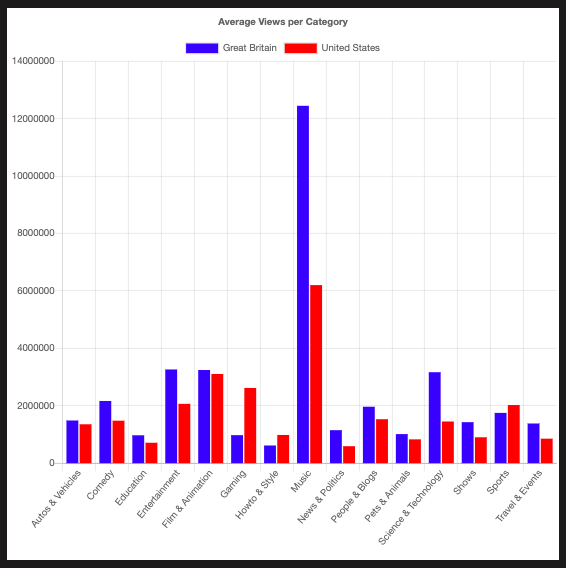 Average Views per Category
Great Britain
United States
14000000
12000000
10000000
8000000
6000000
4000000
2000000
0
Autos & Vehicles
Comedy
Education
Entertainment
Film & Animation
Gaming
Howto & Style
Music
News & Politics
People & Blogs
Pets & Animals
Science & Technology
Shows
Sports
Travel & Events